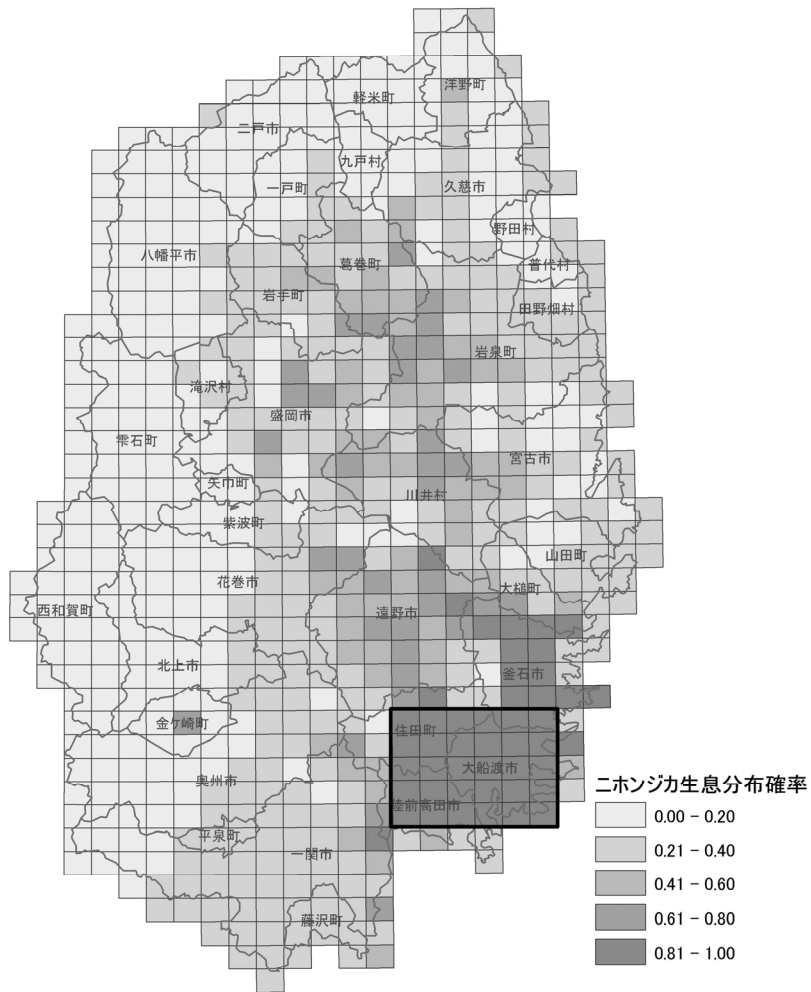 洋野町
軽米町
二戸市
九戸村
一戸町
久慈市
野田村
八幡平市
葛巻町
普代村
岩手町
田野畑村
岩泉町
滝沢村
盛岡市
雫石町
宮古市
矢巾町
川井村
紫波町
山田町
花巻市
大槌町
西和賀町
遠野市
北上市
釜石市
金ケ崎町
住田町
大船渡市
奥州市
陸前高田市
平泉町
一関市
藤沢町
ニホンジカ生息分布確率
0.00 - 0.20
0.21 - 0.40
0.41 - 0.60
0.61 - 0.80
0.81 - 1.00